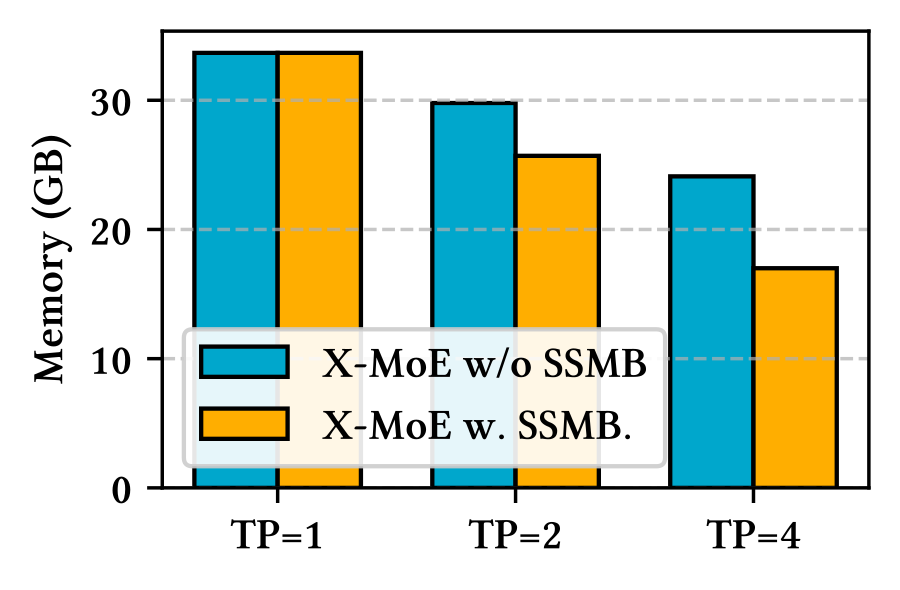 Memory (GB)
30
20
10
0
X-MoE w/o SSMB
X-MoE w. SSMB.
TP=1 TP=2 TP=4